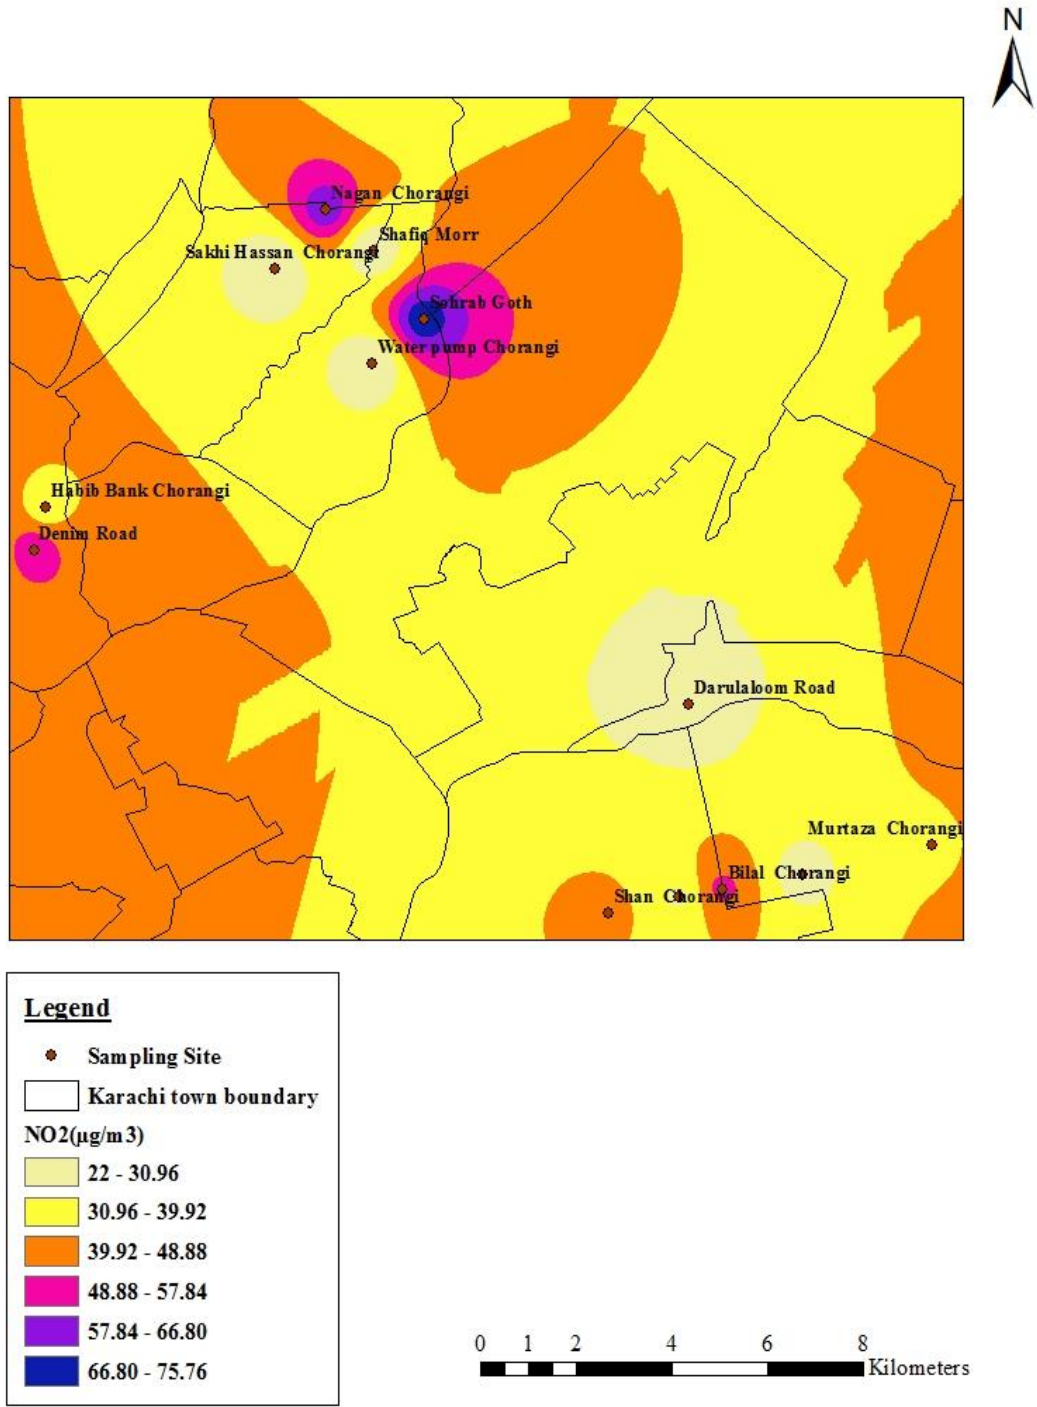 N
Nagan Chorangi
Shafiq Morr
Sakhi Hassan Chorangi
Sohrab Goth
Water pump Chorangi
Habib Bank Chorangi
Denim Road
Darulaloom Road
Murtaza Chorangi
Bilal Chorangi
Shan Chorangi
Legend
Sampling Site
Karachi town boundary
NO2(µg/m3)
22 - 30.96
30.96 - 39.92
39.92 - 48.88
48.88 - 57.84
57.84 - 66.80
66.80 - 75.76
0 1 2 4 6 8
Kilometers